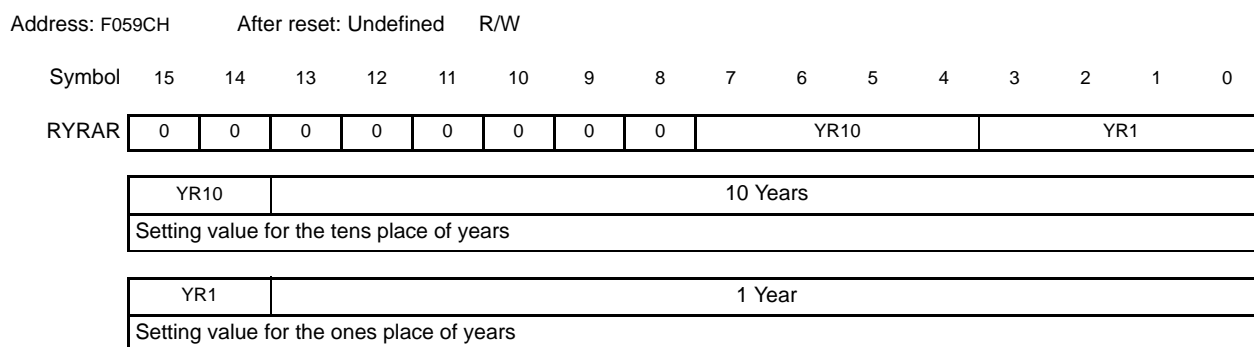 Address: F059CH After reset: Undefined R/W
Symbol 15 14 13 12 11 10 9 8 7 6 5 4 3 2 1 0
RYRAR 0 0 0 0 0 0 0 0 YR10 YR1
YR10 10 Years
Setting value for the tens place of years
YR1 1 Year
Setting value for the ones place of years